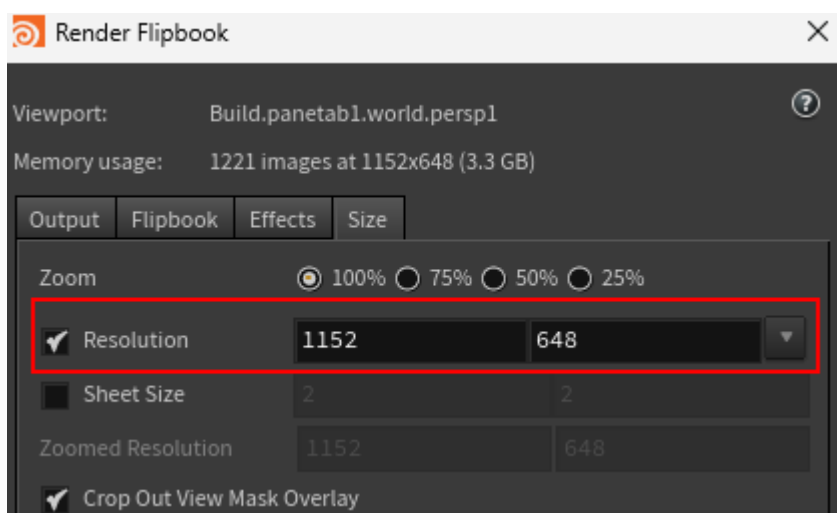 Render Flipbook
Viewport: Build.panetab1.world.persp1
Memory usage: 1221 images at 1152x648 (3.3 GB)
Output Flipbook Effects Size
Zoom 100% 75% 50% 25%
Resolution 1152 648
Sheet Size 2 2
Zoomed Resolution 1152 648
Crop Out View Mask Overlay